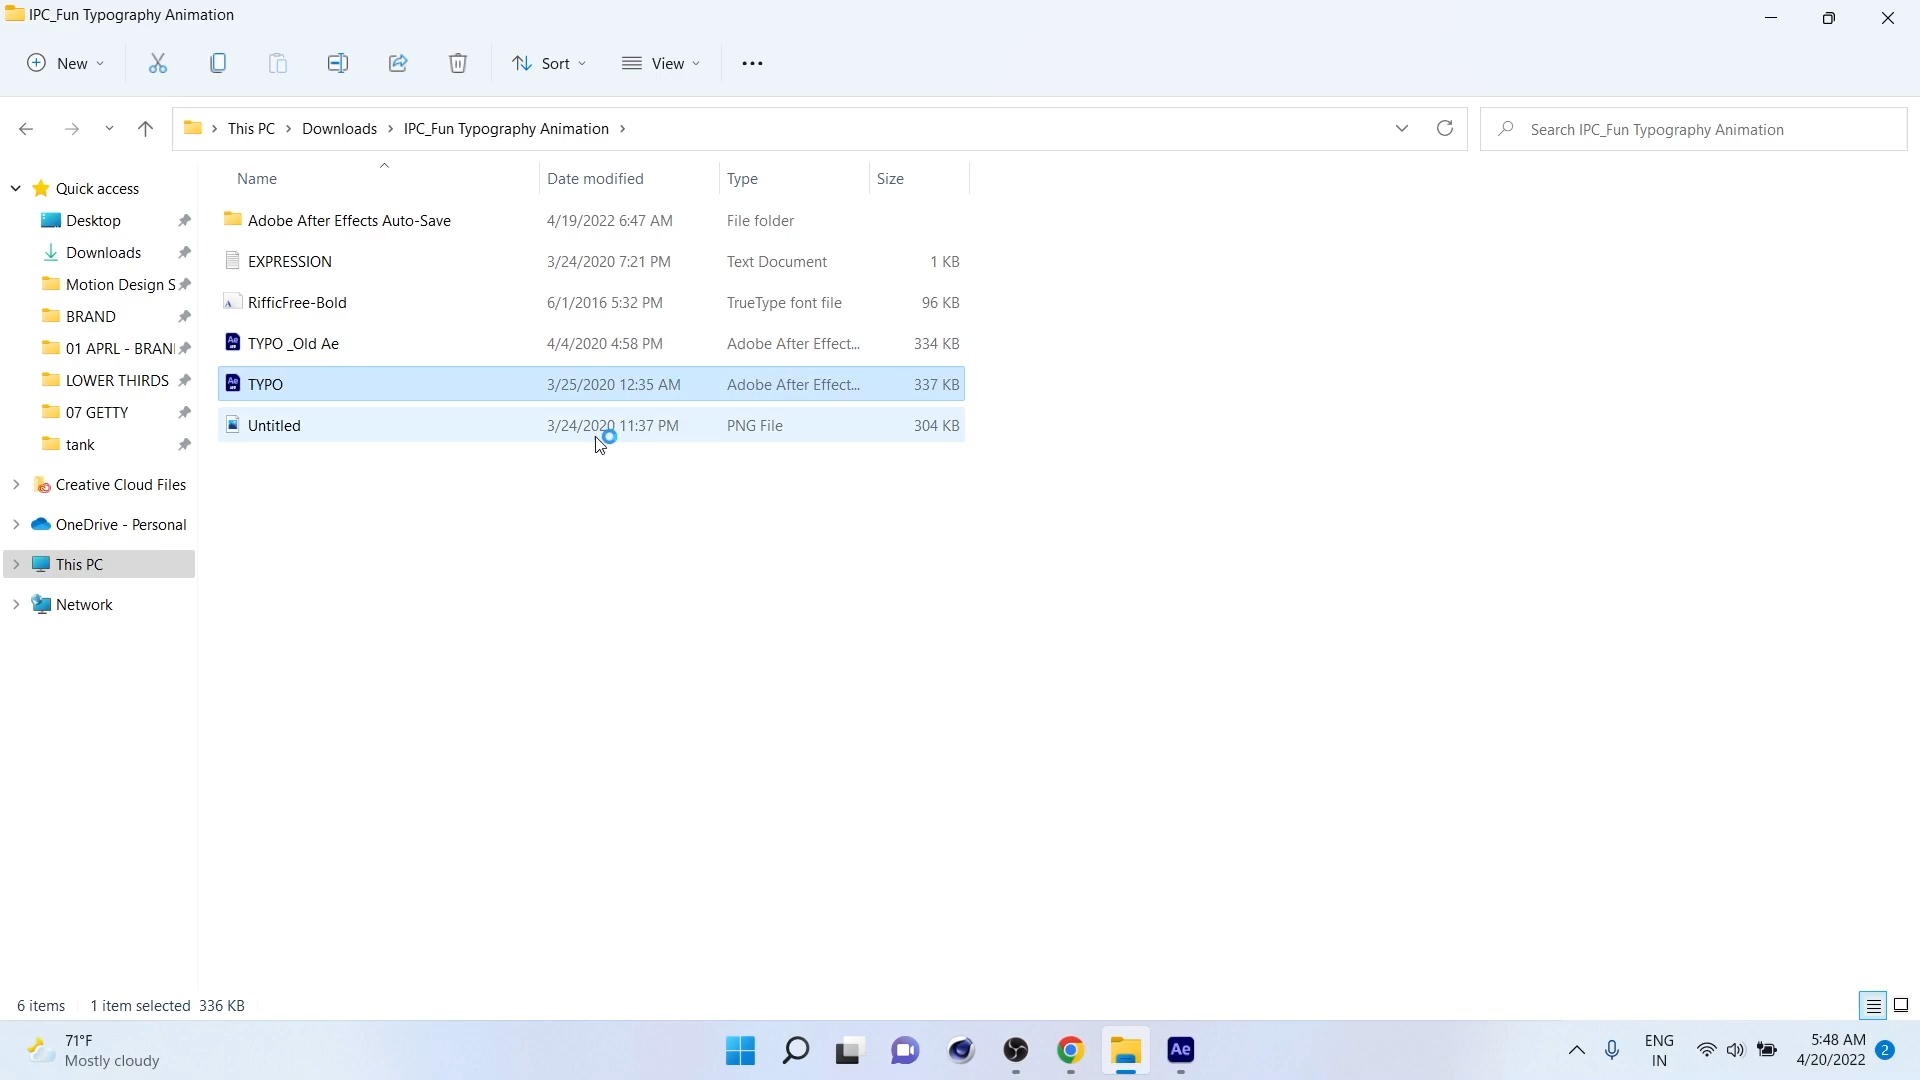 IPC_Fun Typography Animation
New
Sort
View
This PC > Downloads > IPC_Fun Typography Animation >
Search IPC_Fun Typography Animation
Name Date modified Type Size
Adobe After Effects Auto-Save 4/19/2022 6:47 AM File folder
EXPRESSION 3/24/2020 7:21 PM Text Document 1 KB
RifficFree-Bold 6/1/2016 5:32 PM TrueType font file 96 KB
TYPO _Old Ae 4/4/2020 4:58 PM Adobe After Effect... 334 KB
TYPO 3/25/2020 12:35 AM Adobe After Effect... 337 KB
Untitled 3/24/2020 11:37 PM PNG File 304 KB
Quick access
Desktop
Downloads
Motion Design S
BRAND
01 APRL - BRAN
LOWER THIRDS
07 GETTY
tank
Creative Cloud Files
OneDrive - Personal
This PC
Network
6 items 1 item selected 336 KB
71°F
Mostly cloudy
Ae
ENG
IN
5:48 AM
4/20/2022
2